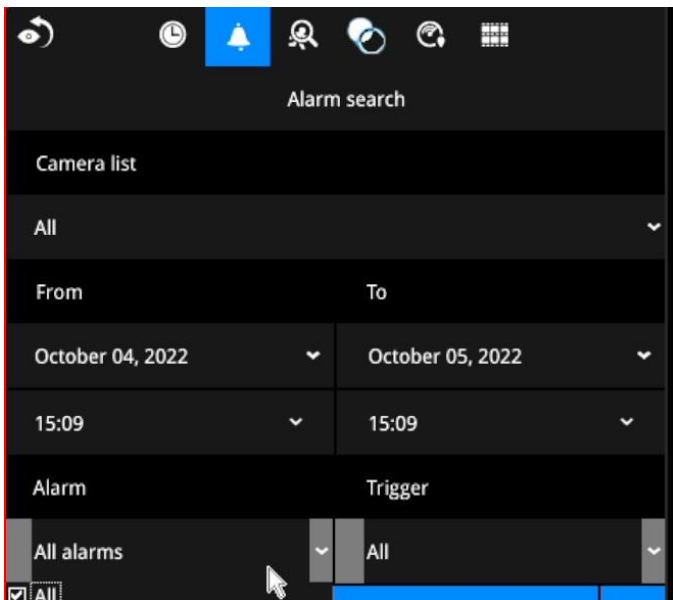 Alarm search
Camera list
All
From To
October 04, 2022 October 05, 2022
15:09 15:09
Alarm Trigger
All alarms All
All